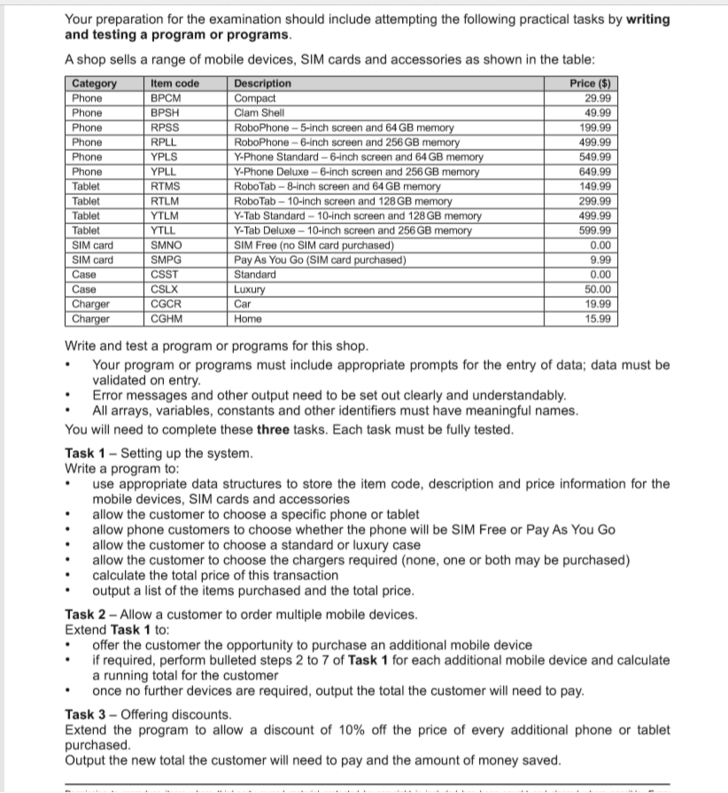 Your preparation for the examination should include attempting the following practical tasks by writing
and testing a program or programs.
A shop sells a range of mobile devices, SIM cards and accessories as shown in the table:
Category Item code Description Price ($)
Phone BPCM Compact 29.99
Phone BPSH Clam Shell 49.99
Phone RPSS RoboPhone – 5-inch screen and 64 GB memory 199.99
Phone RPLL RoboPhone – 6-inch screen and 256 GB memory 499.99
Phone YPLS Y-Phone Standard – 6-inch screen and 64 GB memory 549.99
Phone YPLL Y-Phone Deluxe – 6-inch screen and 256 GB memory 649.99
Tablet RTMS RoboTab – 8-inch screen and 64 GB memory 149.99
Tablet RTLM RoboTab – 10-inch screen and 128 GB memory 299.99
Tablet YTLM Y-Tab Standard – 10-inch screen and 128 GB memory 499.99
Tablet YTLL Y-Tab Deluxe – 10-inch screen and 256 GB memory 599.99
SIM card SMNO SIM Free (no SIM card purchased) 0.00
SIM card SMPG Pay As You Go (SIM card purchased) 9.99
Case CSST Standard 0.00
Case CSLX Luxury 50.00
Charger CGCR Car 19.99
Charger CGHM Home 15.99
Write and test a program or programs for this shop.
• Your program or programs must include appropriate prompts for the entry of data; data must be
validated on entry.
• Error messages and other output need to be set out clearly and understandably.
• All arrays, variables, constants and other identifiers must have meaningful names.
You will need to complete these three tasks. Each task must be fully tested.
Task 1 – Setting up the system.
Write a program to:
• use appropriate data structures to store the item code, description and price information for the
mobile devices, SIM cards and accessories
• allow the customer to choose a specific phone or tablet
• allow phone customers to choose whether the phone will be SIM Free or Pay As You Go
• allow the customer to choose a standard or luxury case
• allow the customer to choose the chargers required (none, one or both may be purchased)
• calculate the total price of this transaction
• output a list of the items purchased and the total price.
Task 2 – Allow a customer to order multiple mobile devices.
Extend Task 1 to:
• offer the customer the opportunity to purchase an additional mobile device
• if required, perform bulleted steps 2 to 7 of Task 1 for each additional mobile device and calculate
a running total for the customer
• once no further devices are required, output the total the customer will need to pay.
Task 3 – Offering discounts.
Extend the program to allow a discount of 10% off the price of every additional phone or tablet
purchased.
Output the new total the customer will need to pay and the amount of money saved.